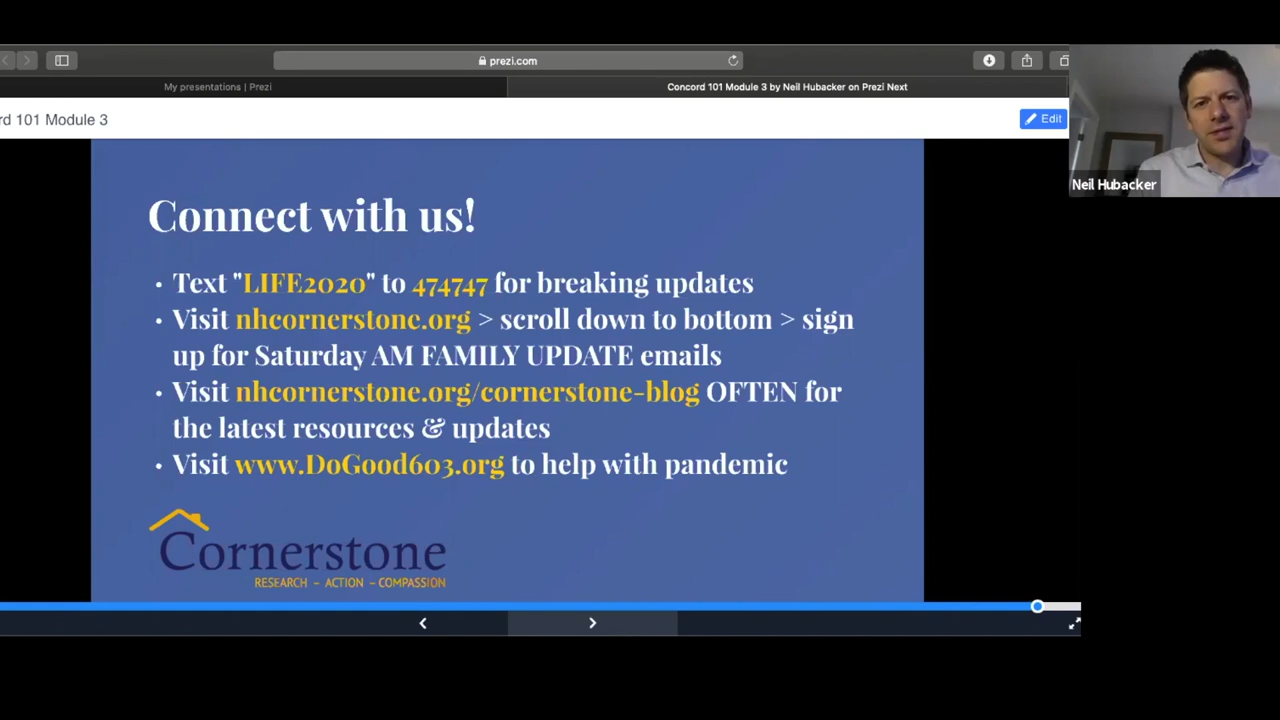 prezi.com
My presentations | Prezi
Concord 101 Module 3 by Neil Hubacker on Prezi Next
rd 101 Module 3
Edit
Neil Hubacker
Connect with us!
• Text "LIFE2020" to 474747 for breaking updates
• Visit nhcornerstone.org > scroll down to bottom > sign
up for Saturday AM FAMILY UPDATE emails
• Visit nhcornerstone.org/cornerstone-blog OFTEN for
the latest resources & updates
• Visit www.DoGood603.org to help with pandemic
Cornerstone
RESEARCH – ACTION – COMPASSION